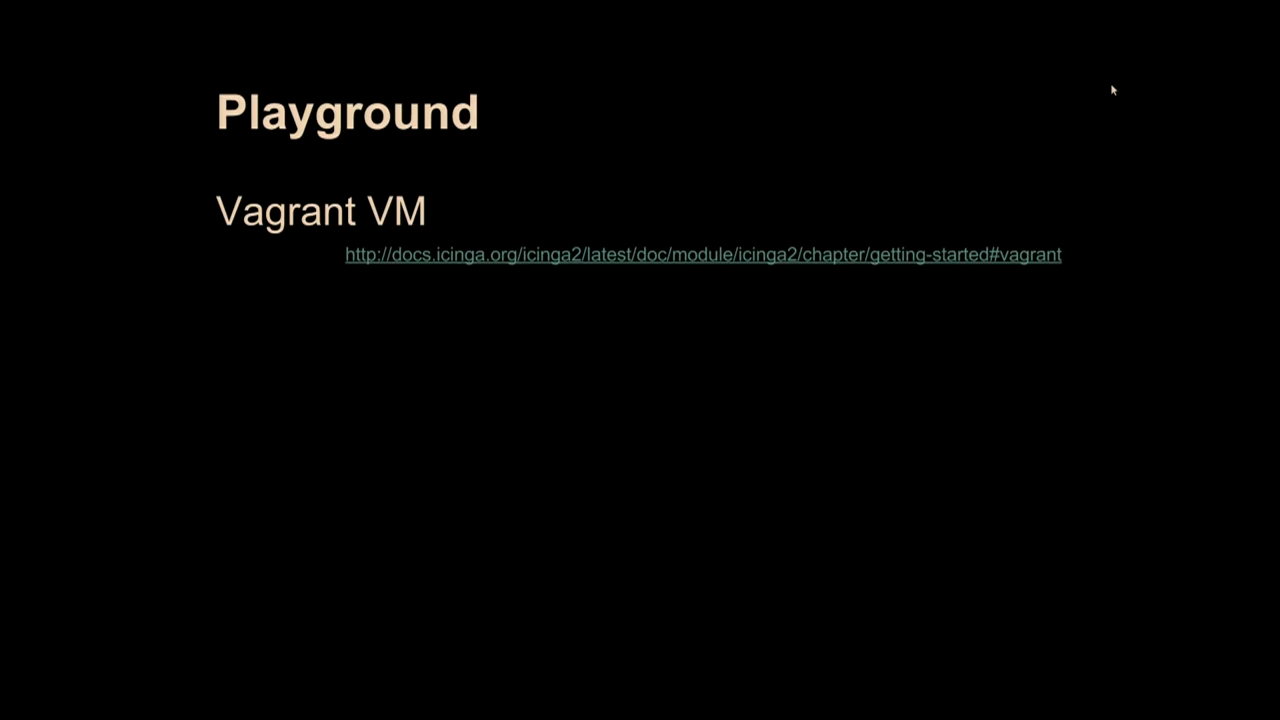 Playground
Vagrant VM
http://docs.icinga.org/icinga2/latest/doc/module/icinga2/chapter/getting-started#vagrant